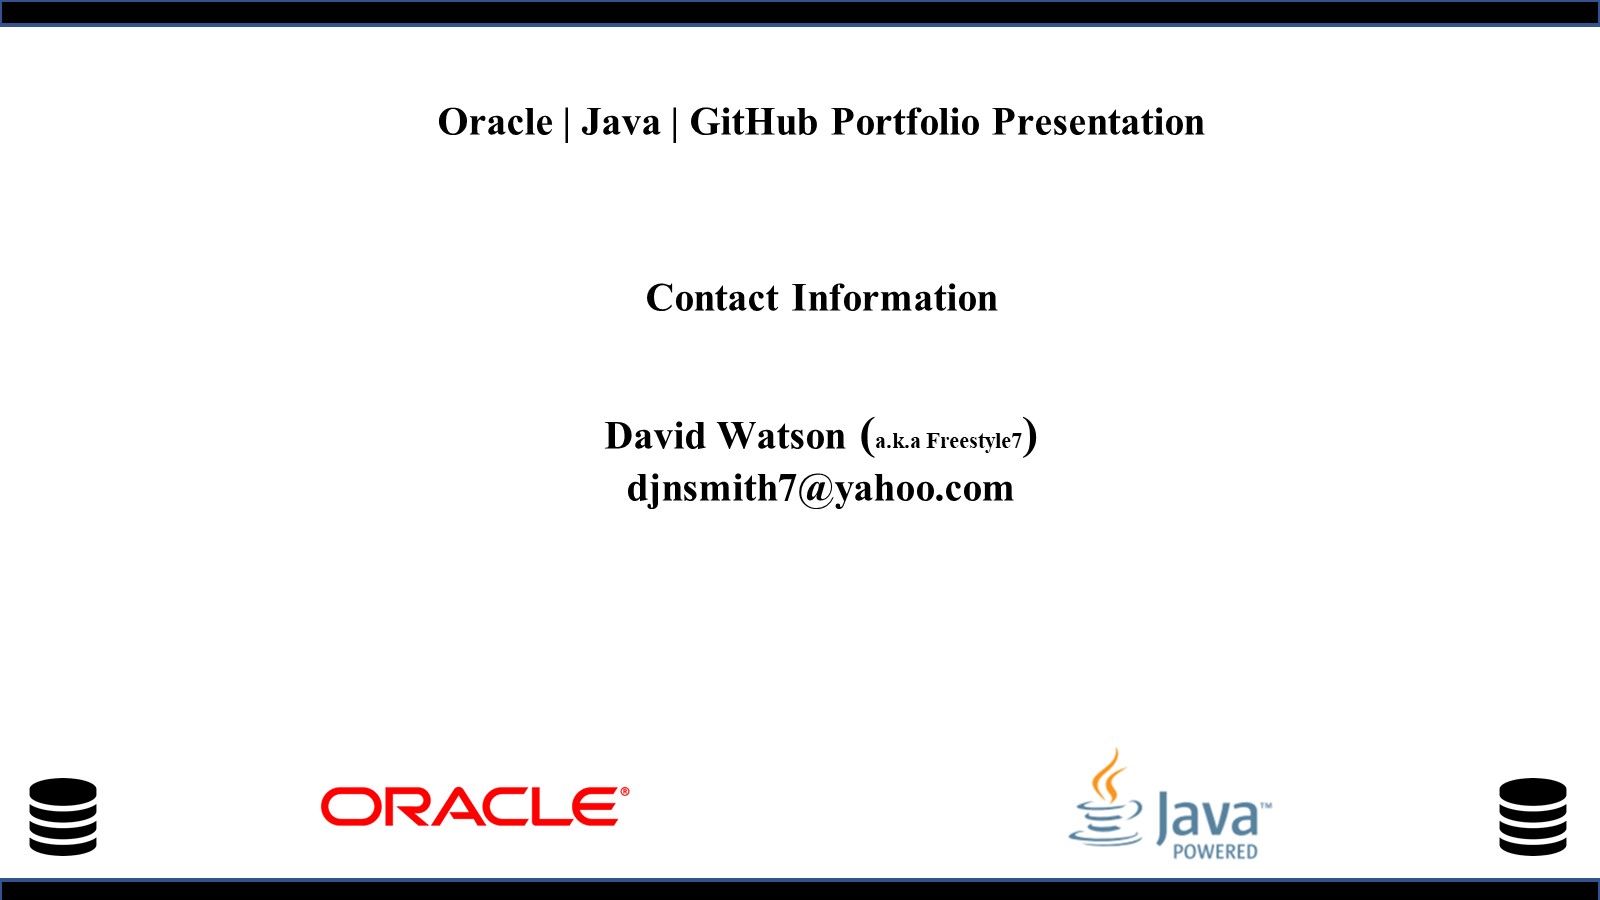 Oracle | Java | GitHub Portfolio Presentation
Contact Information
David Watson (a.k.a Freestyle7)
djnsmith7@yahoo.com
ORACLE®
Java™
POWERED